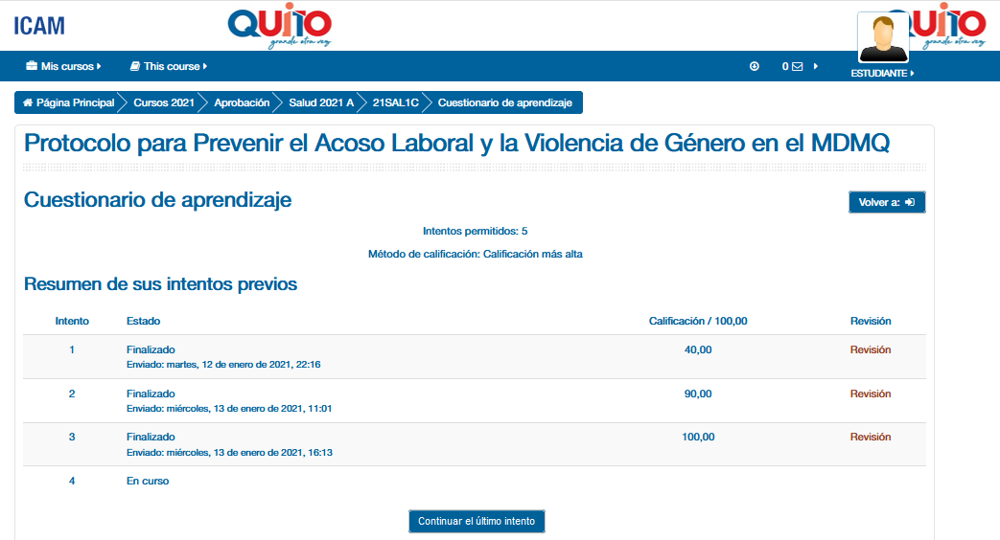 ICAM
QUITO
grande otra vez
QUITO
grande otra vez
Mis cursos
This course
0
ESTUDIANTE
Página Principal
Cursos 2021
Aprobación
Salud 2021 A
21SAL1C
Cuestionario de aprendizaje
Protocolo para Prevenir el Acoso Laboral y la Violencia de Género en el MDMQ
Cuestionario de aprendizaje
Volver a:
Intentos permitidos: 5
Método de calificación: Calificación más alta
Resumen de sus intentos previos
Intento Estado Calificación / 100,00 Revisión
1 Finalizado 40,00 Revisión
Enviado: martes, 12 de enero de 2021, 22:16
2 Finalizado 90,00 Revisión
Enviado: miércoles, 13 de enero de 2021, 11:01
3 Finalizado 100,00 Revisión
Enviado: miércoles, 13 de enero de 2021, 16:13
4 En curso
Continuar el último intento